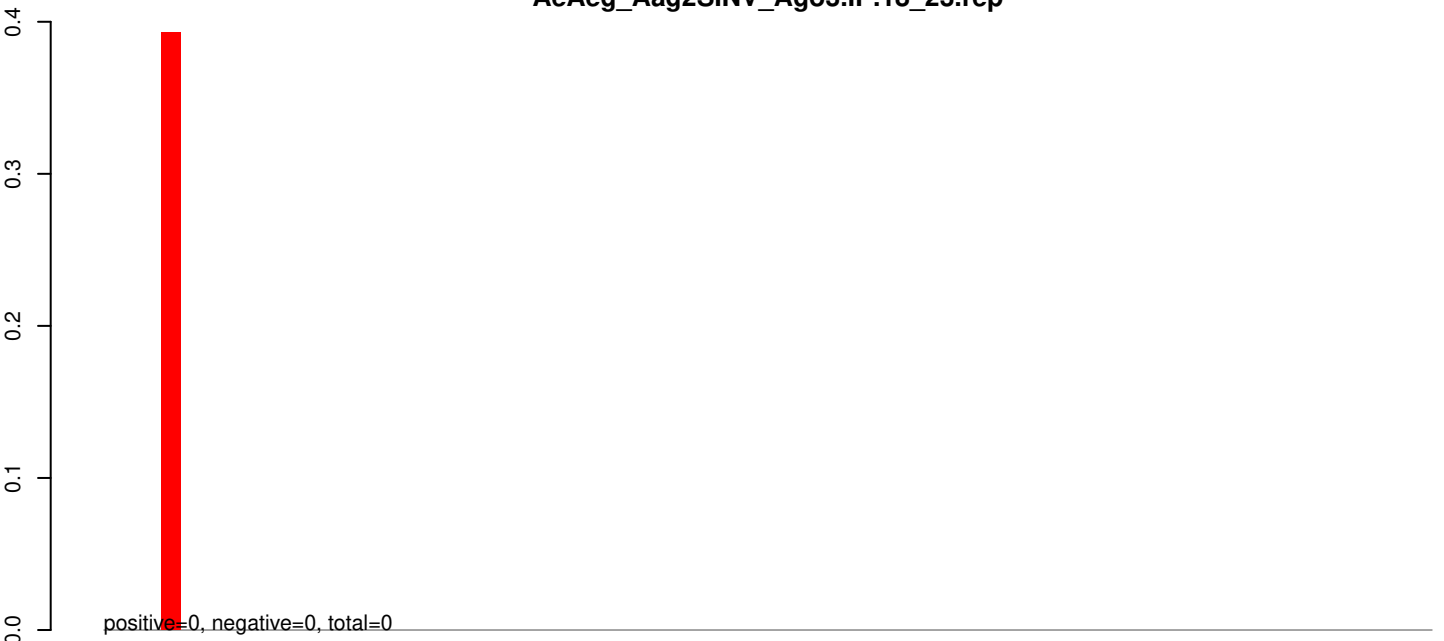 AeAeg_Aag2SINV_Ago3.IP.18_23.rep
0.4
0.3
0.2
0.1
0.0
positive=0, negative=0, total=0